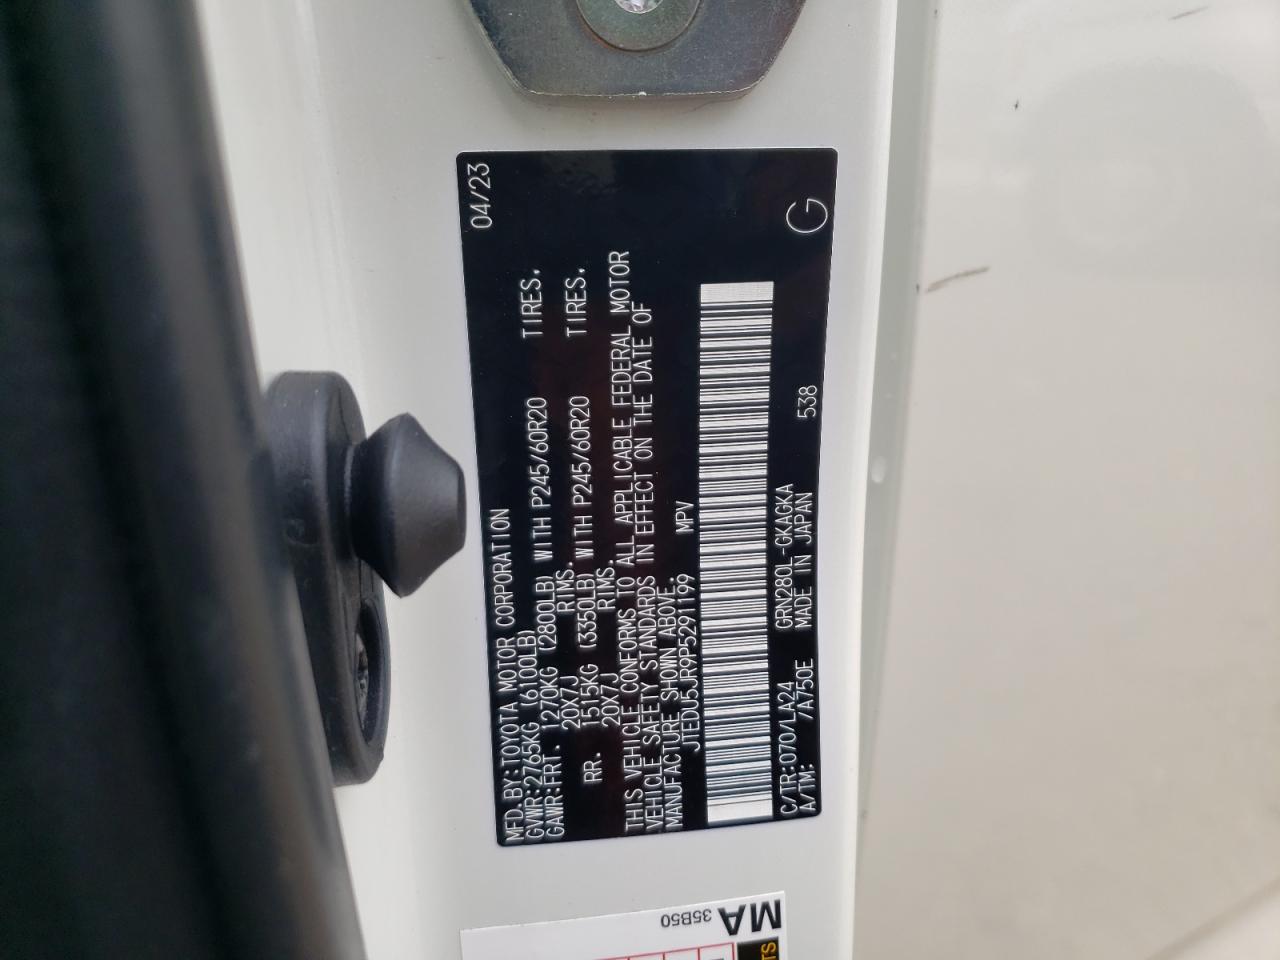 MFD.BY:TOYOTA MOTOR CORPORATION 04/23
GVWR:2765KG (6100LB)
GAWR:FRT. 1270KG (2800LB) WITH P245/60R20 TIRES.
20X7J RIMS.
RR. 1515KG (3350LB) WITH P245/60R20 TIRES.
20X7J RIMS.
THIS VEHICLE CONFORMS TO ALL APPLICABLE FEDERAL MOTOR
VEHICLE SAFETY STANDARDS IN EFFECT ON THE DATE OF
MANUFACTURE SHOWN ABOVE.
JTEDU5JR9P5291199 MPV
C/TR:070/LA24 GRN280L-GKAGKA
A/TM: /A750E MADE IN JAPAN 538 G
MA
35B50